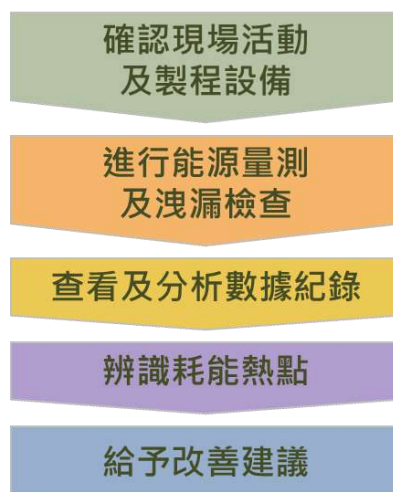 確認現場活動
及製程設備
進行能源量測
及洩漏檢查
查看及分析數據紀錄
辨識耗能熱點
給予改善建議